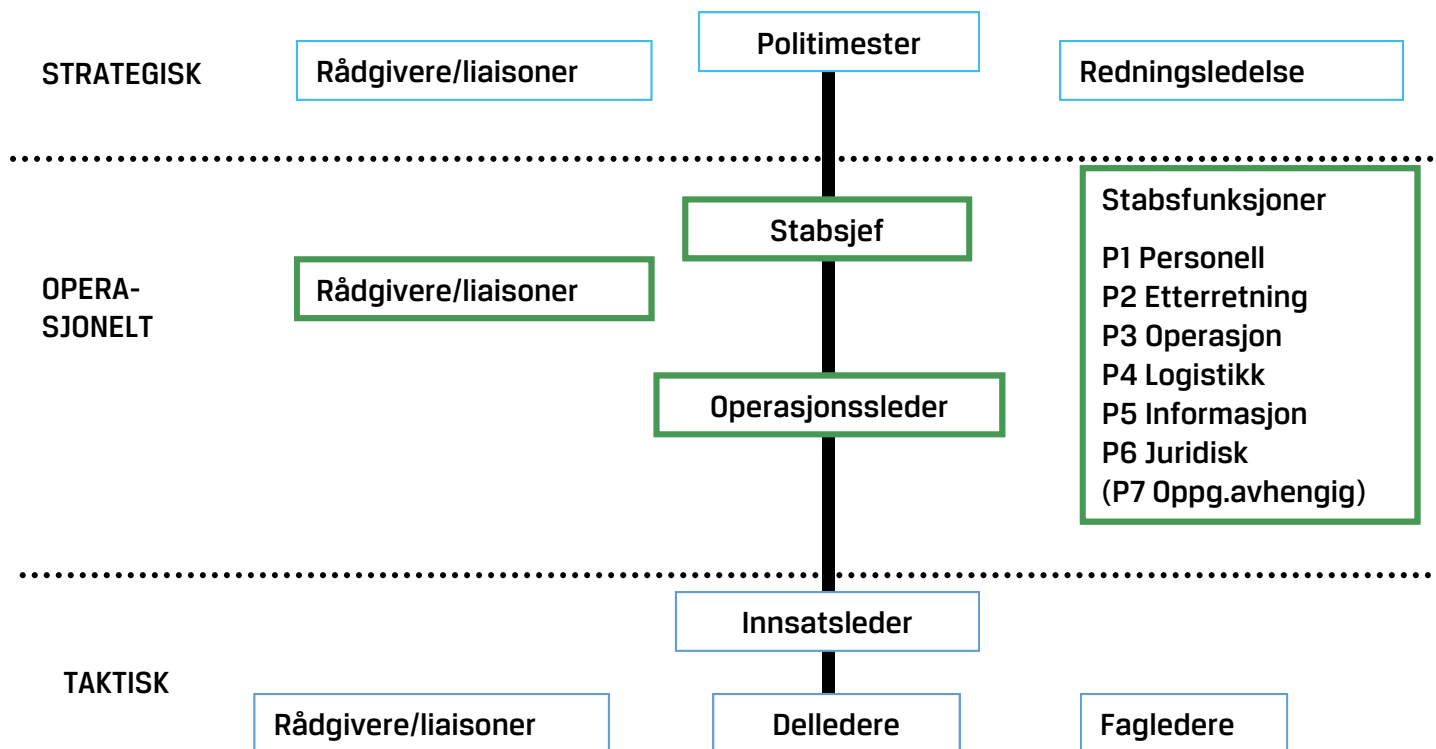 STRATEGISK
Rådgivere/liaisoner
Politimester
Redningsledelse
OPERA-
SJONELT
Rådgivere/liaisoner
Stabsjef
Operasjonssleder
Stabsfunksjoner
P1 Personell
P2 Etterretning
P3 Operasjon
P4 Logistikk
P5 Informasjon
P6 Juridisk
(P7 Oppg.avhengig)
TAKTISK
Innsatsleder
Rådgivere/liaisoner
Delledere
Fagledere